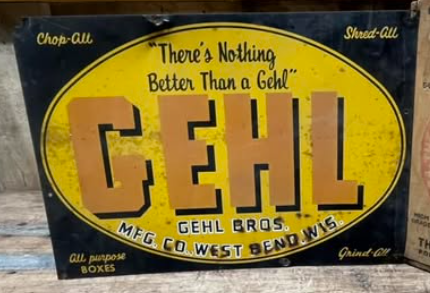 Chop-All
Shred-All
"There's Nothing
Better Than a Gehl"
GEHL
GEHL BROS.
MFG. CO. WEST BEND, WIS.
All purpose
BOXES
Grind-All